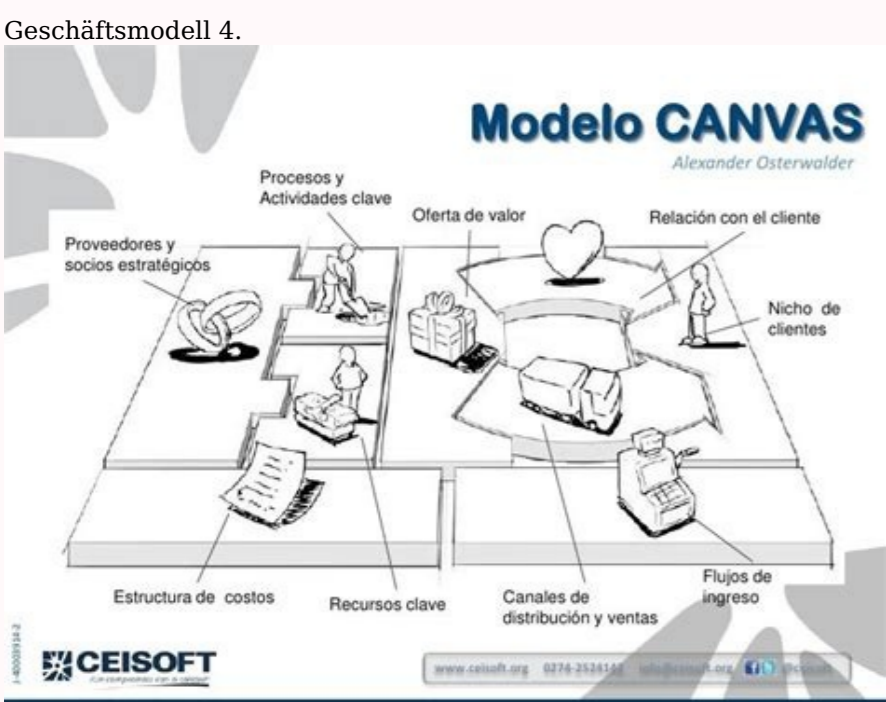 Geschäftsmodell 4.
Modelo CANVAS
Alexander Osterwalder
Procesos y
Actividades clave
Oferta de valor
Relación con el cliente
Proveedores y
socios estratégicos
Nicho de
clientes
Estructura de costos
Recursos clave
Canales de
distribución y ventas
Flujos de
ingreso
CEISOFT
www.ceisoft.org